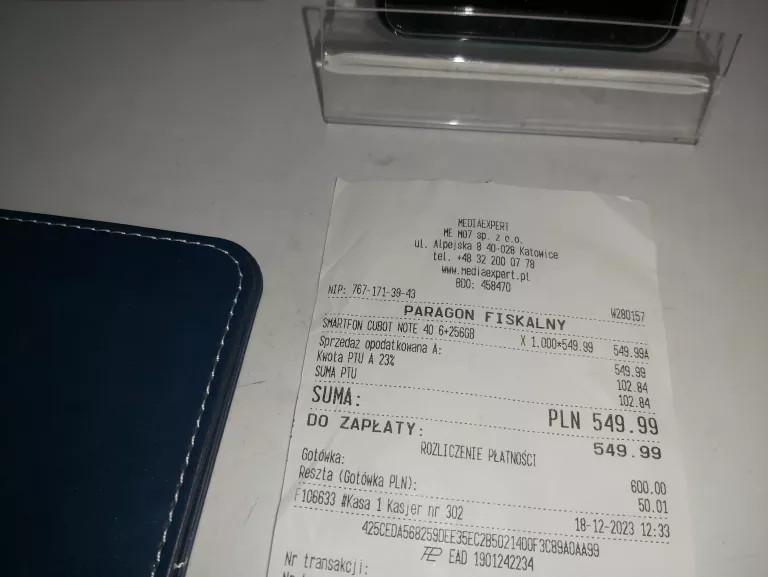 MEDIAEXPERT
ME M07 sp. z o.o.
ul. Alpejska 8 40-028 Katowice
tel. +48 32 200 07 78
www.mediaexpert.pl
BDO: 458470
NIP: 767-171-39-43 W280157
PARAGON FISKALNY
SMARTFON CUBOT NOTE 40 6+256GB X 1.000*549.99 549.99A
Sprzedaż opodatkowana A: 549.99
Kwota PTU A 23% 102.84
SUMA PTU 102.84
SUMA: PLN 549.99
DO ZAPŁATY: 549.99
ROZLICZENIE PŁATNOŚCI
Gotówka: 600.00
Reszta (Gotówka PLN): 50.01
F106633 #Kasa 1 Kasjer nr 302 18-12-2023 12:33
425CEDA568259DEE35EC2B5021400F3C89A0AA99
EAD 1901242234
Nr transakcji: